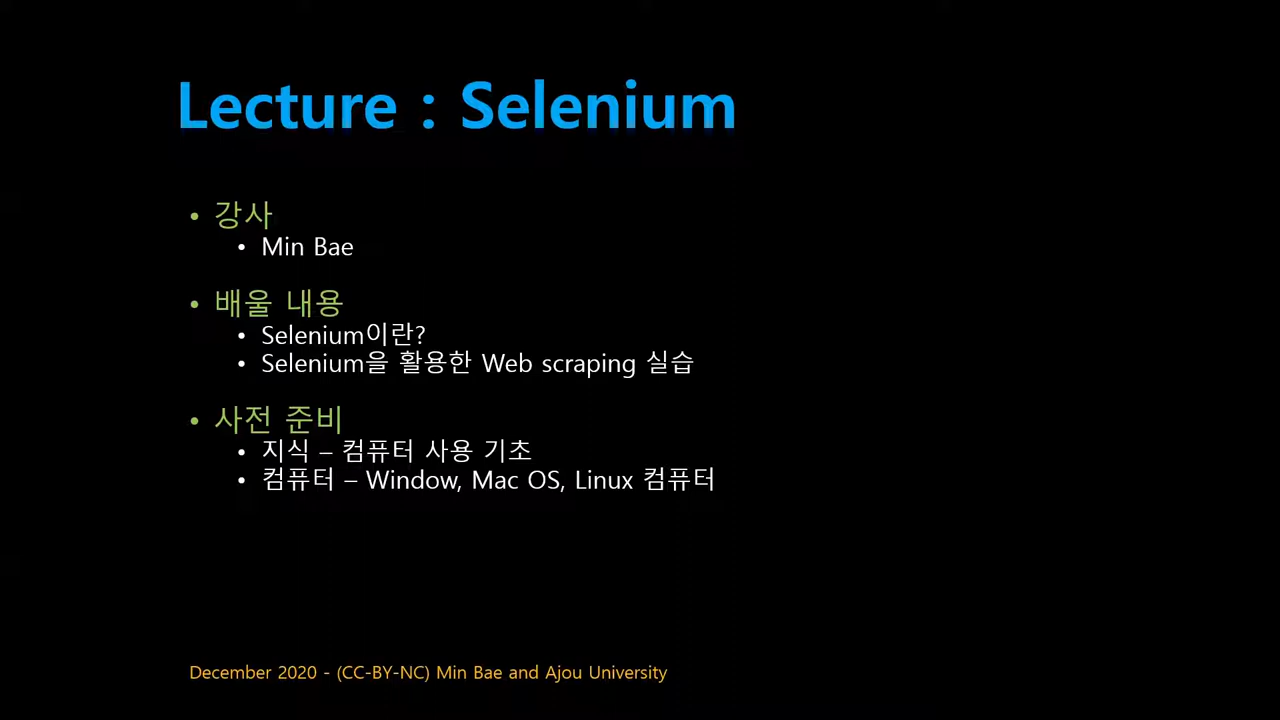 Lecture : Selenium
• 강사
• Min Bae
• 배울 내용
• Selenium이란?
• Selenium을 활용한 Web scraping 실습
• 사전 준비
• 지식 – 컴퓨터 사용 기초
• 컴퓨터 – Window, Mac OS, Linux 컴퓨터
December 2020 - (CC-BY-NC) Min Bae and Ajou University